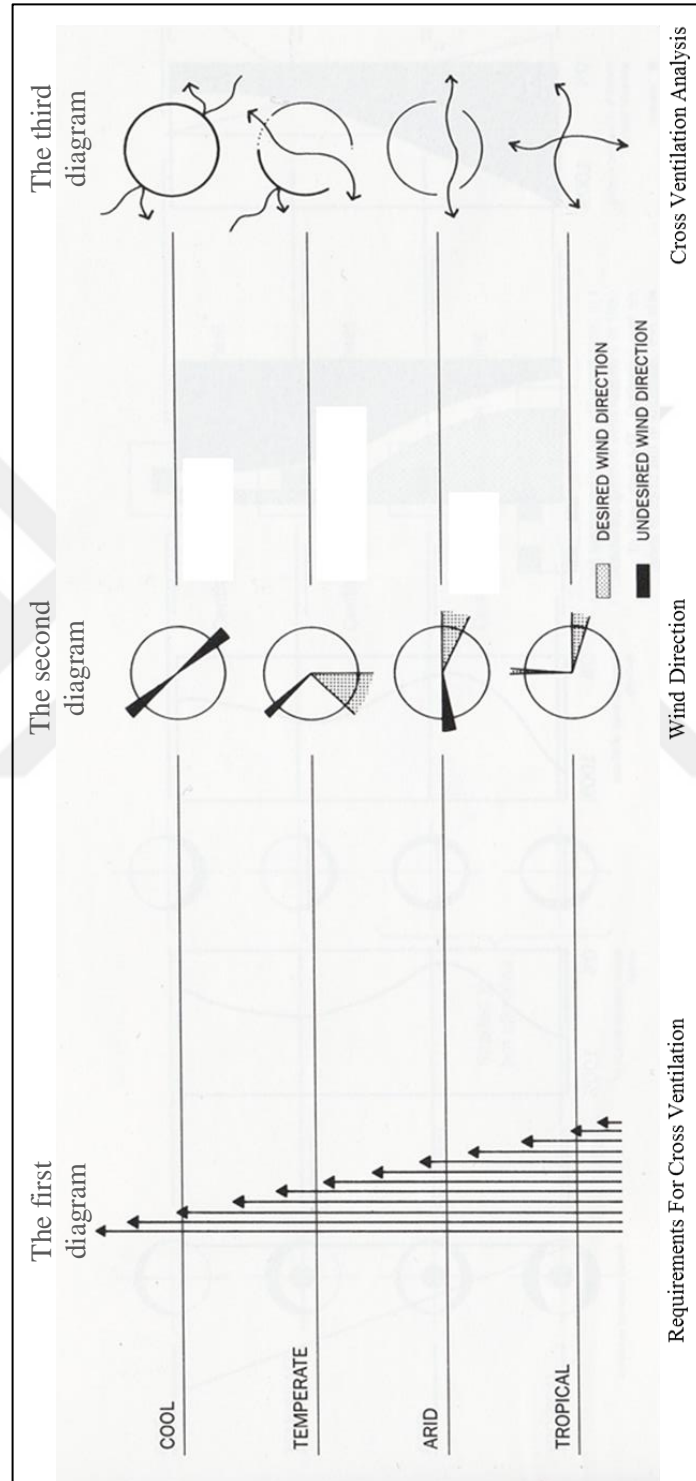 The first
diagram
The second
diagram
The third
diagram
COOL
TEMPERATE
ARID
TROPICAL
DESIRED WIND DIRECTION
UNDESIRED WIND DIRECTION
Requirements For Cross Ventilation
Wind Direction
Cross Ventilation Analysis